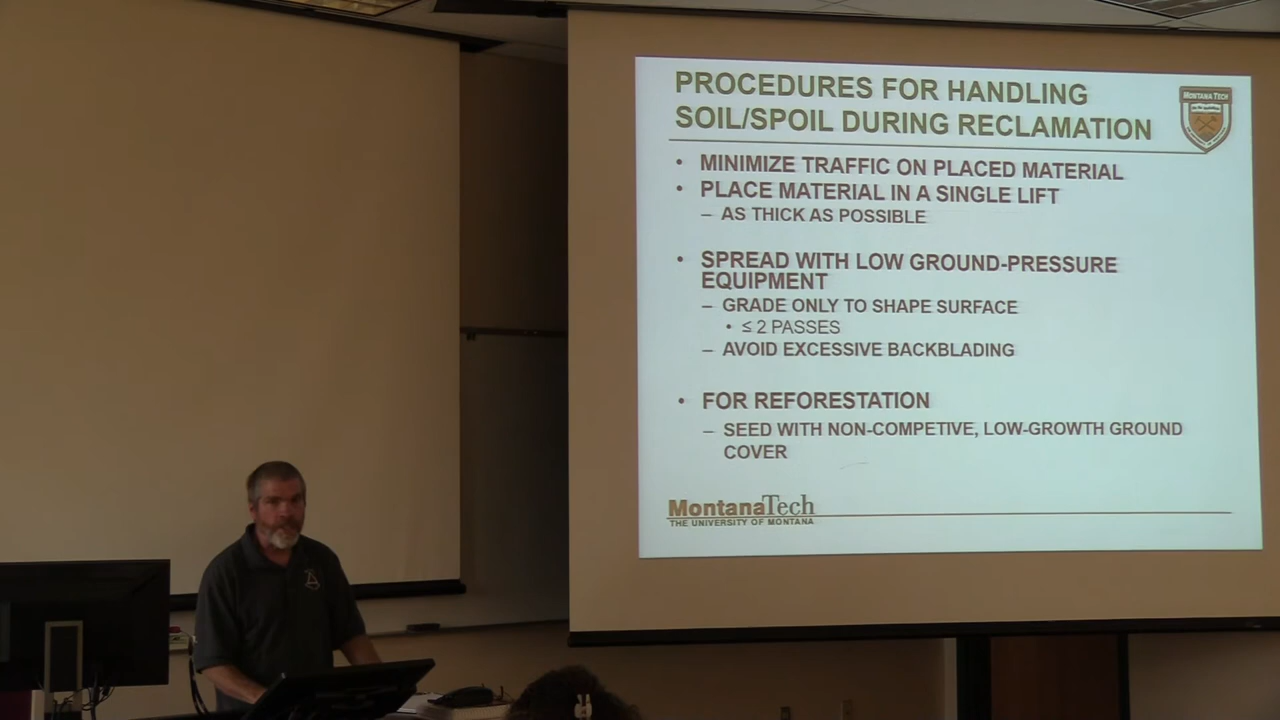 PROCEDURES FOR HANDLING
SOIL/SPOIL DURING RECLAMATION
MONTANA TECH
• MINIMIZE TRAFFIC ON PLACED MATERIAL
• PLACE MATERIAL IN A SINGLE LIFT
– AS THICK AS POSSIBLE
• SPREAD WITH LOW GROUND-PRESSURE
EQUIPMENT
– GRADE ONLY TO SHAPE SURFACE
• ≤ 2 PASSES
– AVOID EXCESSIVE BACKBLADING
• FOR REFORESTATION
– SEED WITH NON-COMPETIVE, LOW-GROWTH GROUND
COVER
MontanaTech
THE UNIVERSITY OF MONTANA